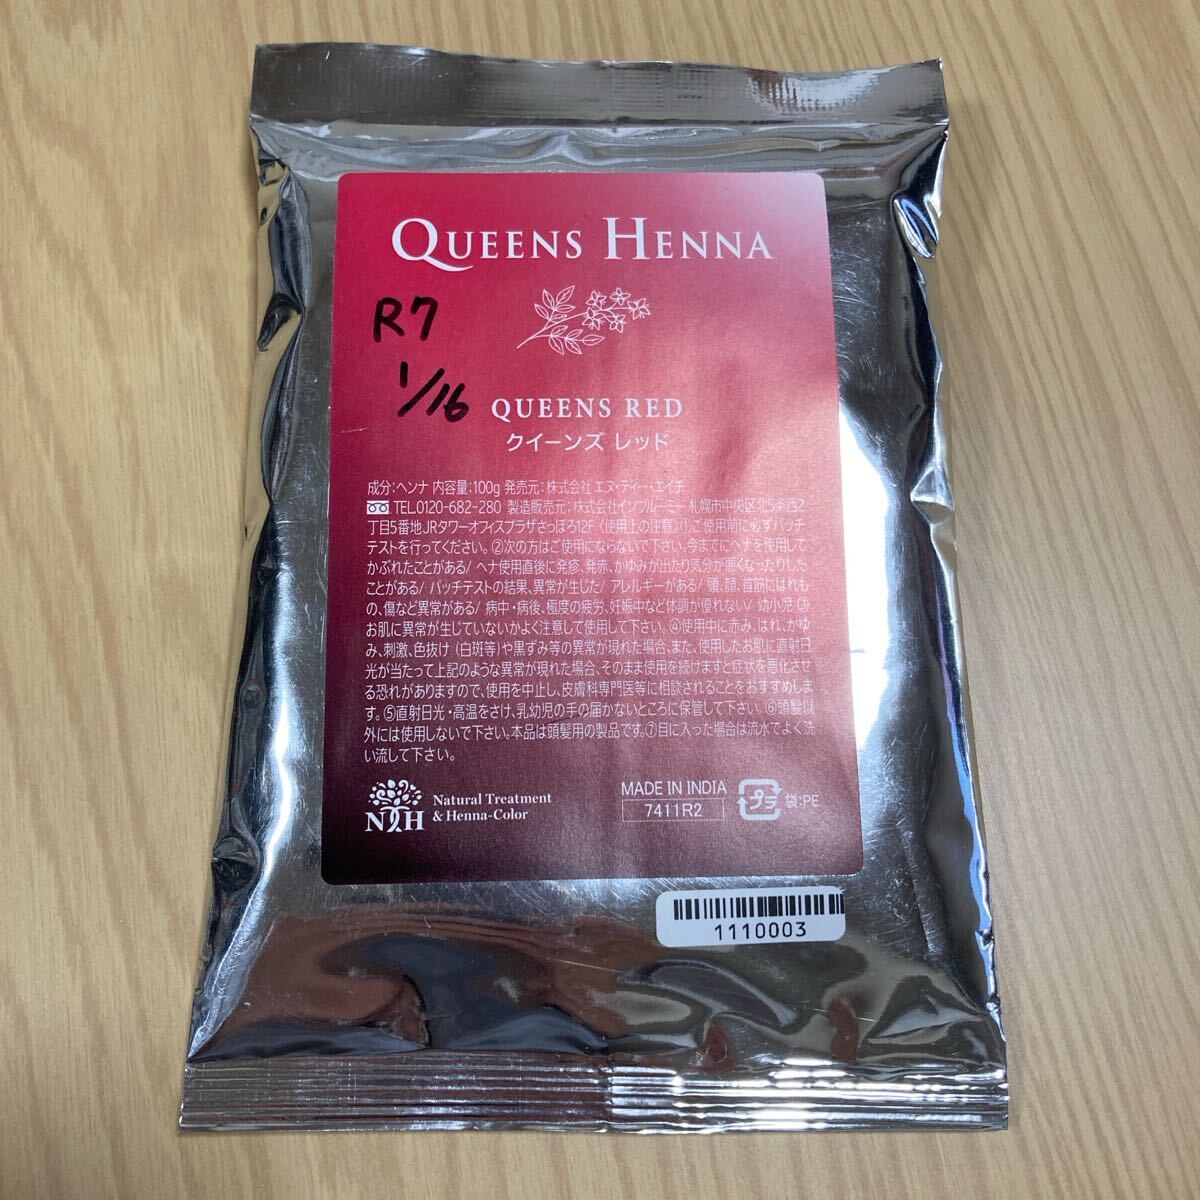 QUEENS HENNA
R7
1/16
QUEENS RED
クイーンズ レッド
成分:ヘンナ 内容量:100g 発売元:株式会社 エヌ・ティー・エイチ
TEL.0120-682-280 製造販売元:株式会社インブルーミー 札幌市中央区北5条西2
丁目5番地JRタワーオフィスプラザさっぽろ12F 〈使用上の注意〉①ご使用前に必ずパッチ
テストを行ってください。②次の方はご使用にならないで下さい。今までにヘナを使用して
かぶれたことがある/ ヘナ使用直後に発疹、発赤、かゆみが出たり気分が悪くなったりした
ことがある/ パッチテストの結果、異常が生じた/ アレルギーがある/ 頭、顔、首筋にはれも
の、傷など異常がある/ 病中・病後、極度の疲労、妊娠中など体調が優れない/ 幼小児 ③
お肌に異常が生じていないかよく注意して使用して下さい。④使用中に赤み、はれ、かゆ
み、刺激、色抜け (白斑等)や黒ずみ等の異常が現れた場合、また、使用したお肌に直射日
光が当たって上記のような異常が現れた場合、そのまま使用を続けますと症状を悪化させ
る恐れがありますので、使用を中止し、皮膚科専門医等に相談されることをおすすめしま
す。⑤直射日光・高温をさけ、乳幼児の手の届かないところに保管して下さい。⑥頭髪以
外には使用しないで下さい。本品は頭髪用の製品です。⑦目に入った場合は流水でよく洗
い流して下さい。
NTH
Natural Treatment
& Henna-Color
MADE IN INDIA
7411R2
プラ 袋:PE
1110003